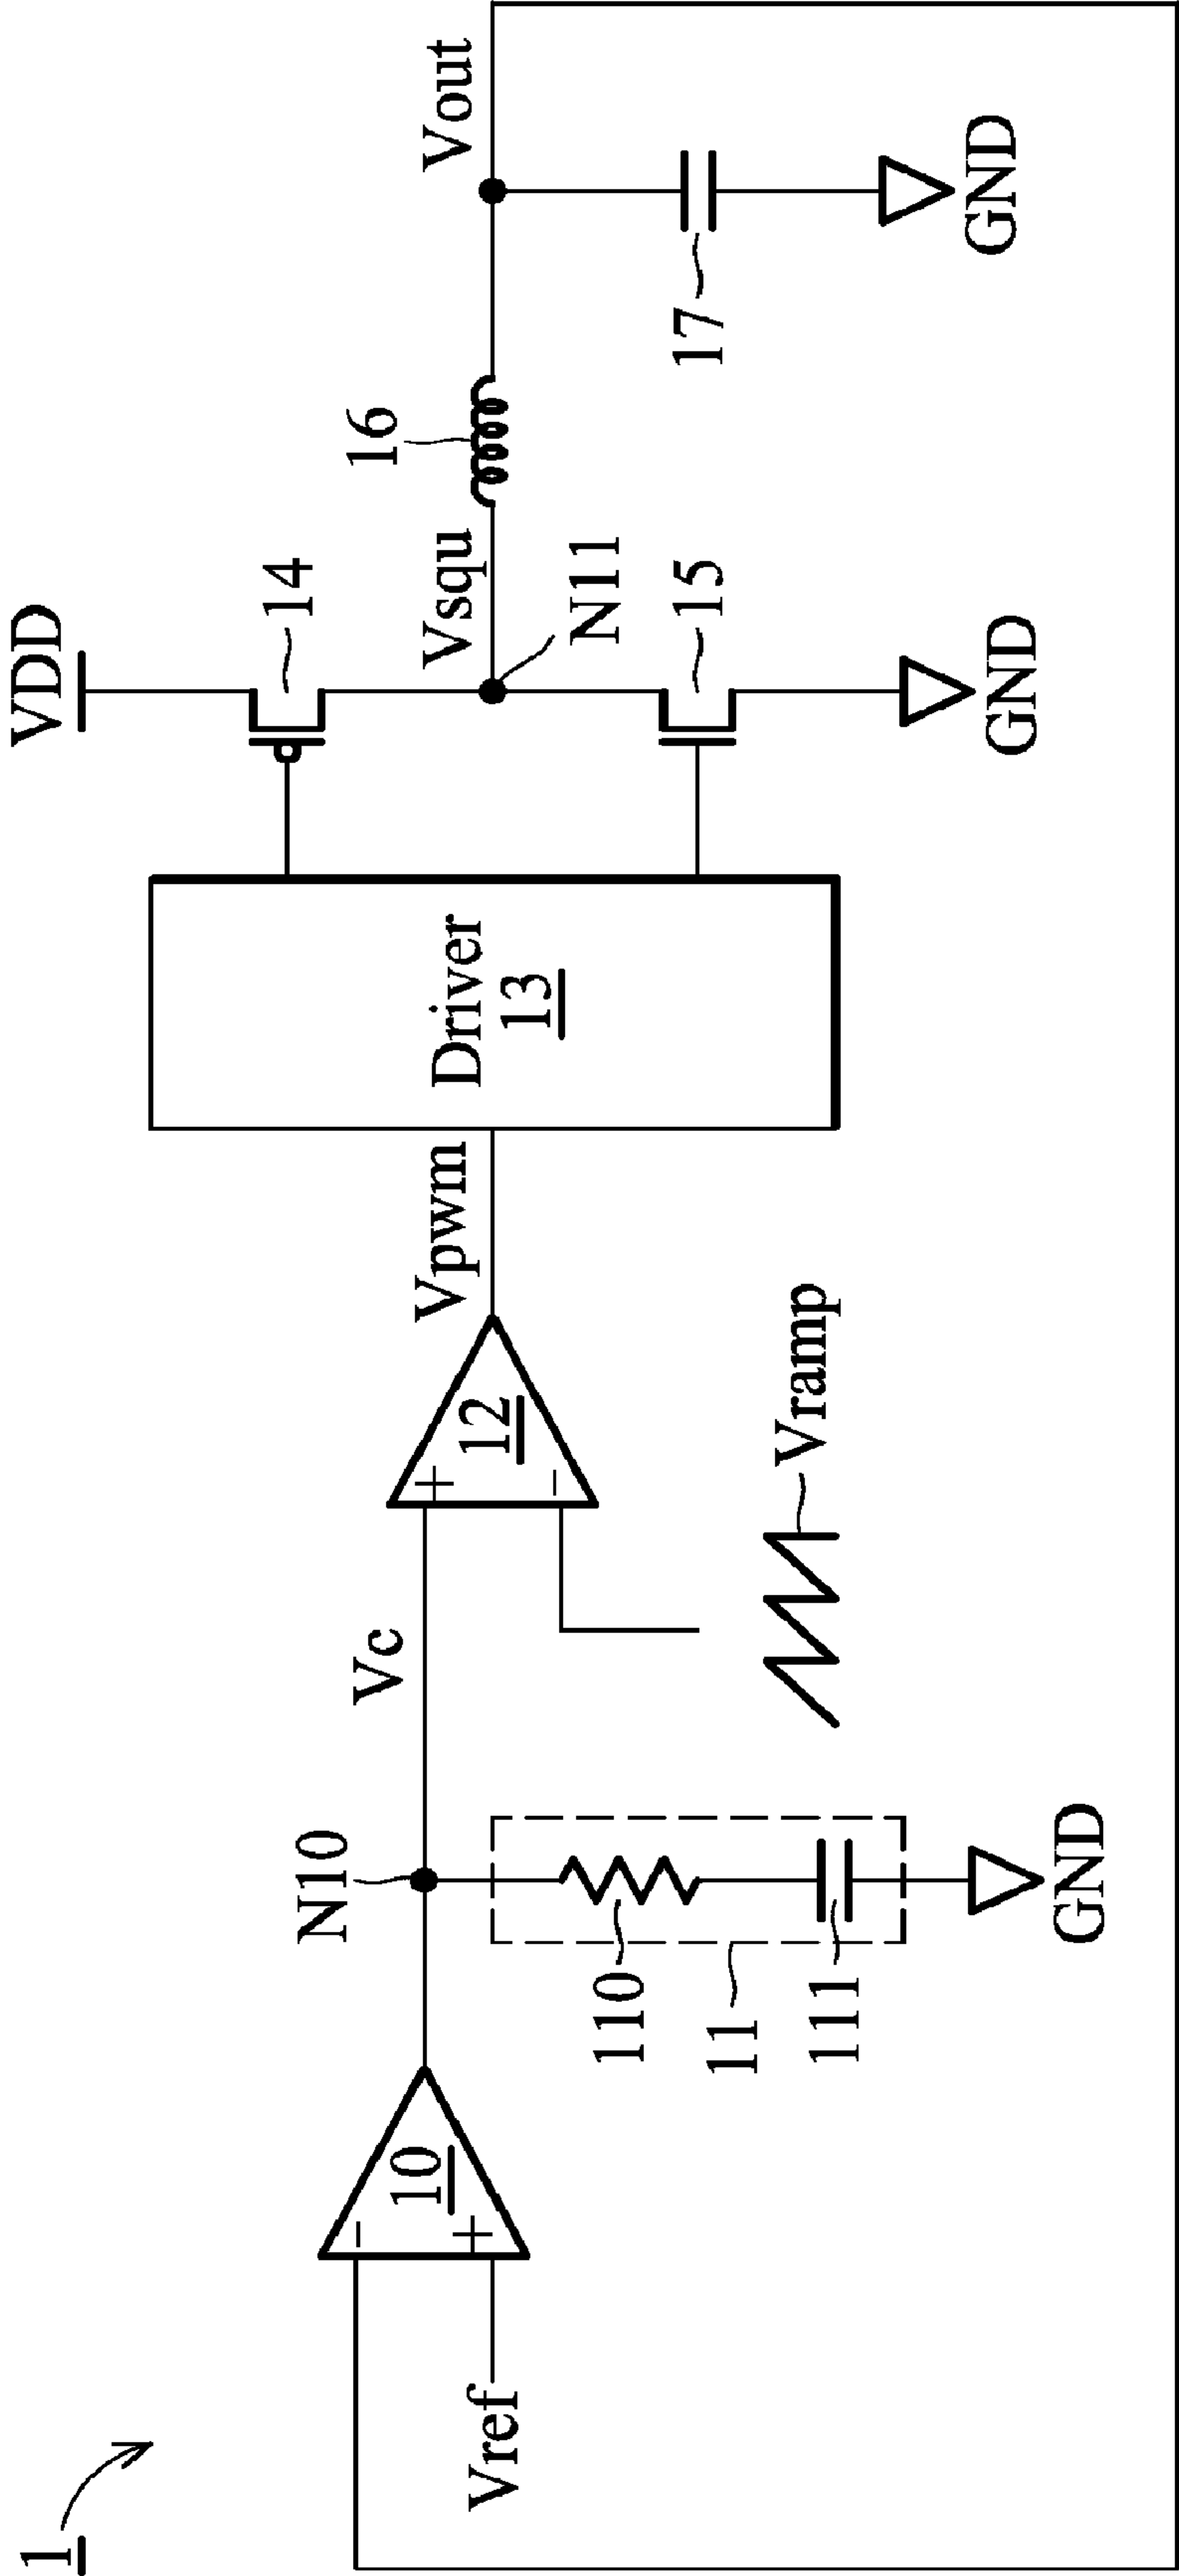 1
VDD
14
Vsqu
16
Vout
N11
15
17
GND
GND
Driver
13
Vpwm
12
+
-
Vc
Vramp
N10
110
11
111
GND
10
-
+
Vref